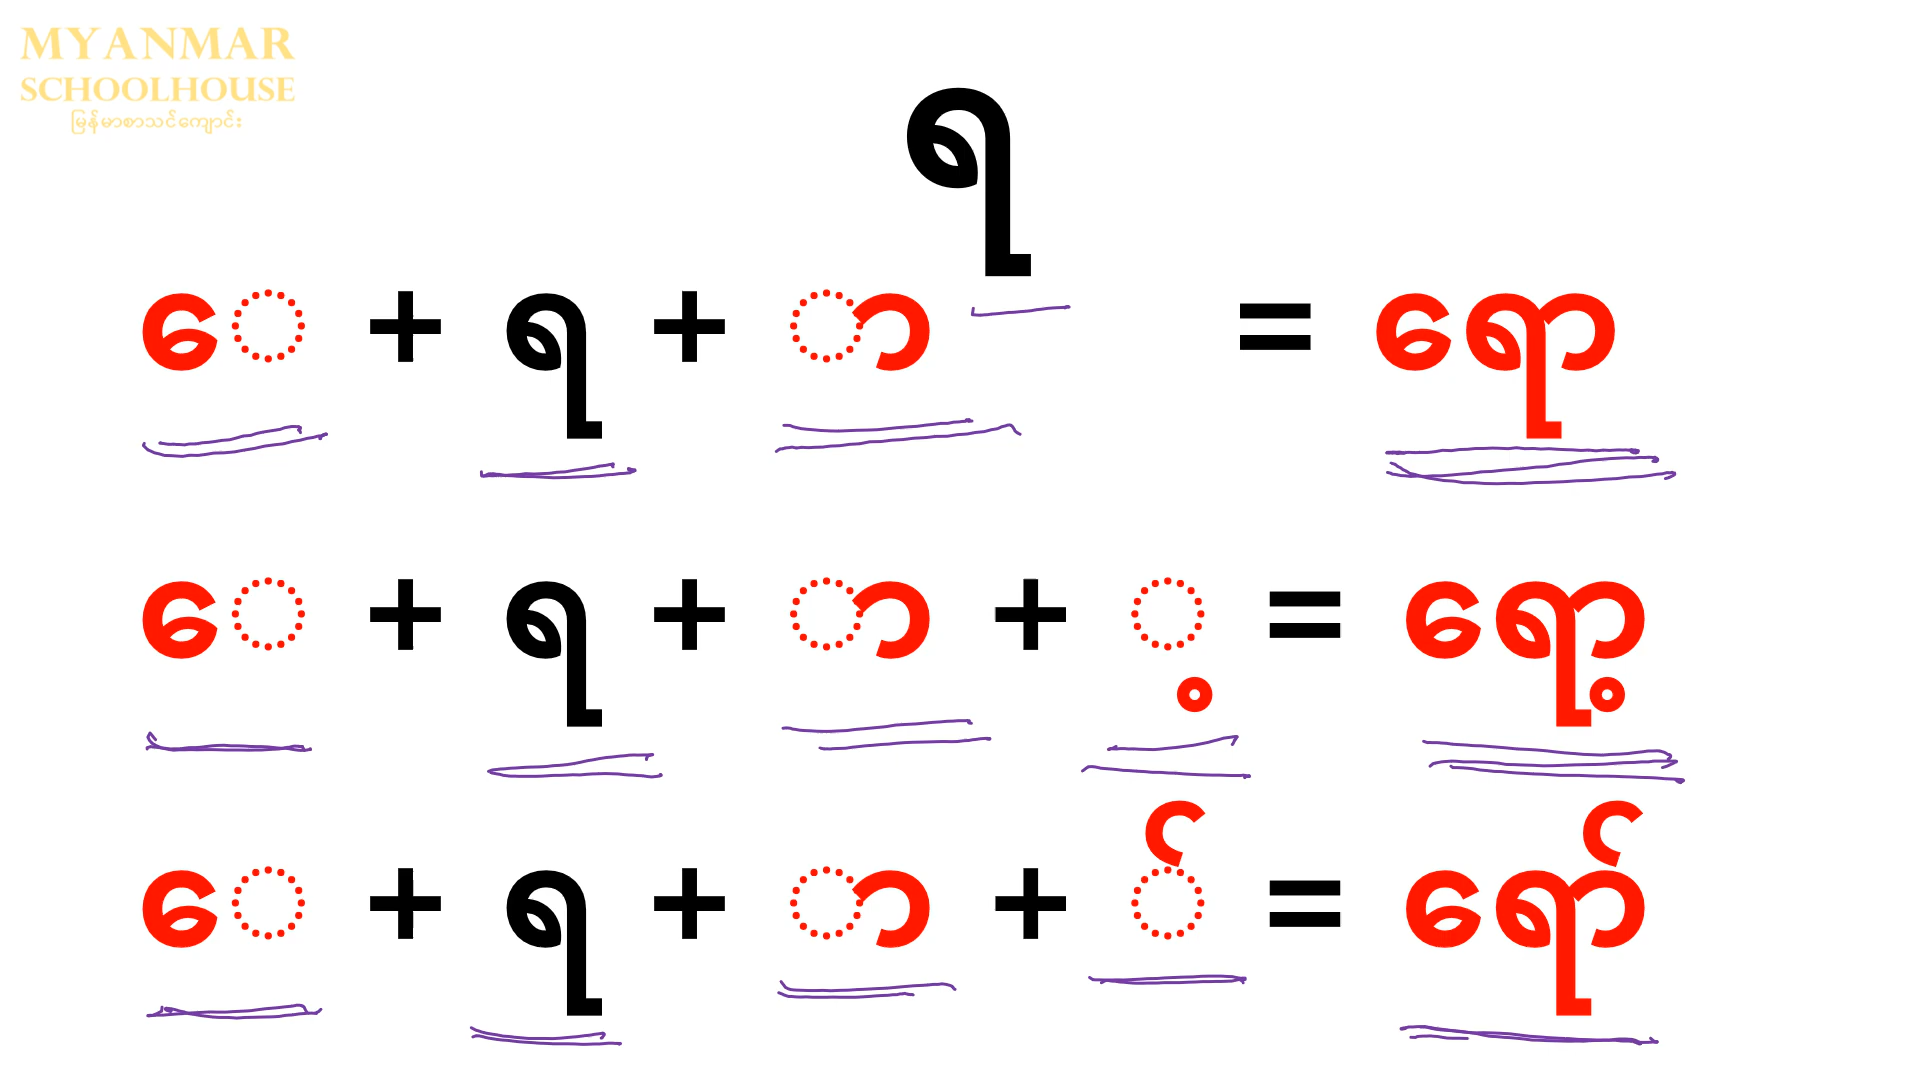 MYANMAR
SCHOOLHOUSE
မြန်မာစာသင်ကျောင်း
ရ
ေ◌ + ရ + ◌ာ = ရော
ေ◌ + ရ + ◌ာ + ◌့ = ရော့
ေ◌ + ရ + ◌ာ + ◌် = ရော်